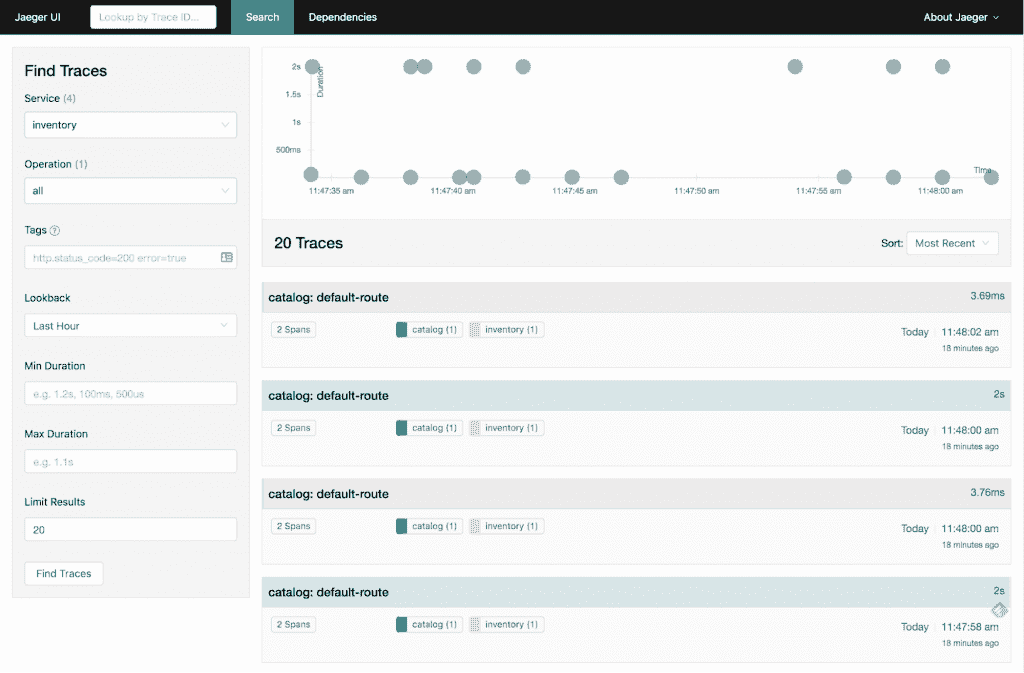 Jaeger UI
Lookup by Trace ID...
Search
Dependencies
About Jaeger
Find Traces
Service (4)
inventory
Operation (1)
all
Tags ?
http.status_code=200 error=true
Lookback
Last Hour
Min Duration
e.g. 1.2s, 100ms, 500us
Max Duration
e.g. 1.1s
Limit Results
20
Find Traces
Duration
2s
1.5s
1s
500ms
Time
11:47:35 am
11:47:40 am
11:47:45 am
11:47:50 am
11:47:55 am
11:48:00 am
20 Traces
Sort: Most Recent
catalog: default-route 3.69ms
2 Spans catalog (1) inventory (1) Today 11:48:02 am
18 minutes ago
catalog: default-route 2s
2 Spans catalog (1) inventory (1) Today 11:48:00 am
18 minutes ago
catalog: default-route 3.76ms
2 Spans catalog (1) inventory (1) Today 11:48:00 am
18 minutes ago
catalog: default-route 2s
2 Spans catalog (1) inventory (1) Today 11:47:58 am
18 minutes ago